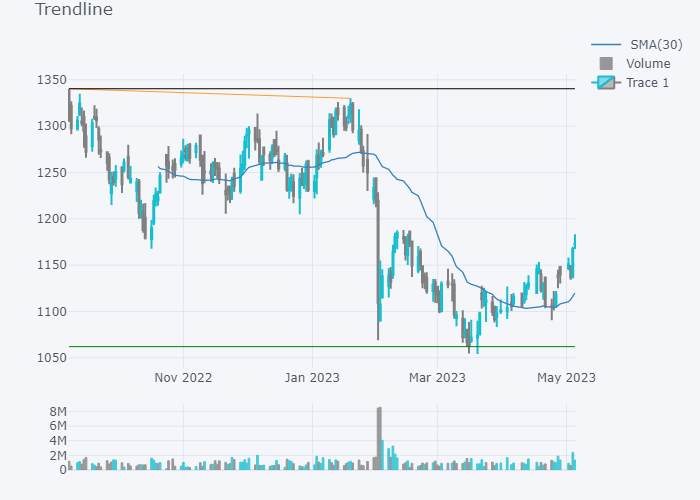 Trendline
SMA(30)
Volume
Trace 1
1350
1300
1250
1200
1150
1100
1050
Nov 2022
Jan 2023
Mar 2023
May 2023
8M
6M
4M
2M
0